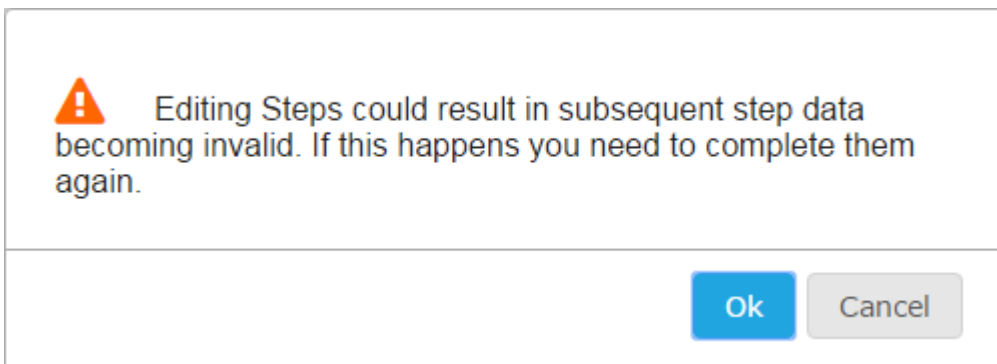 Editing Steps could result in subsequent step data
becoming invalid. If this happens you need to complete them
again.
Ok Cancel